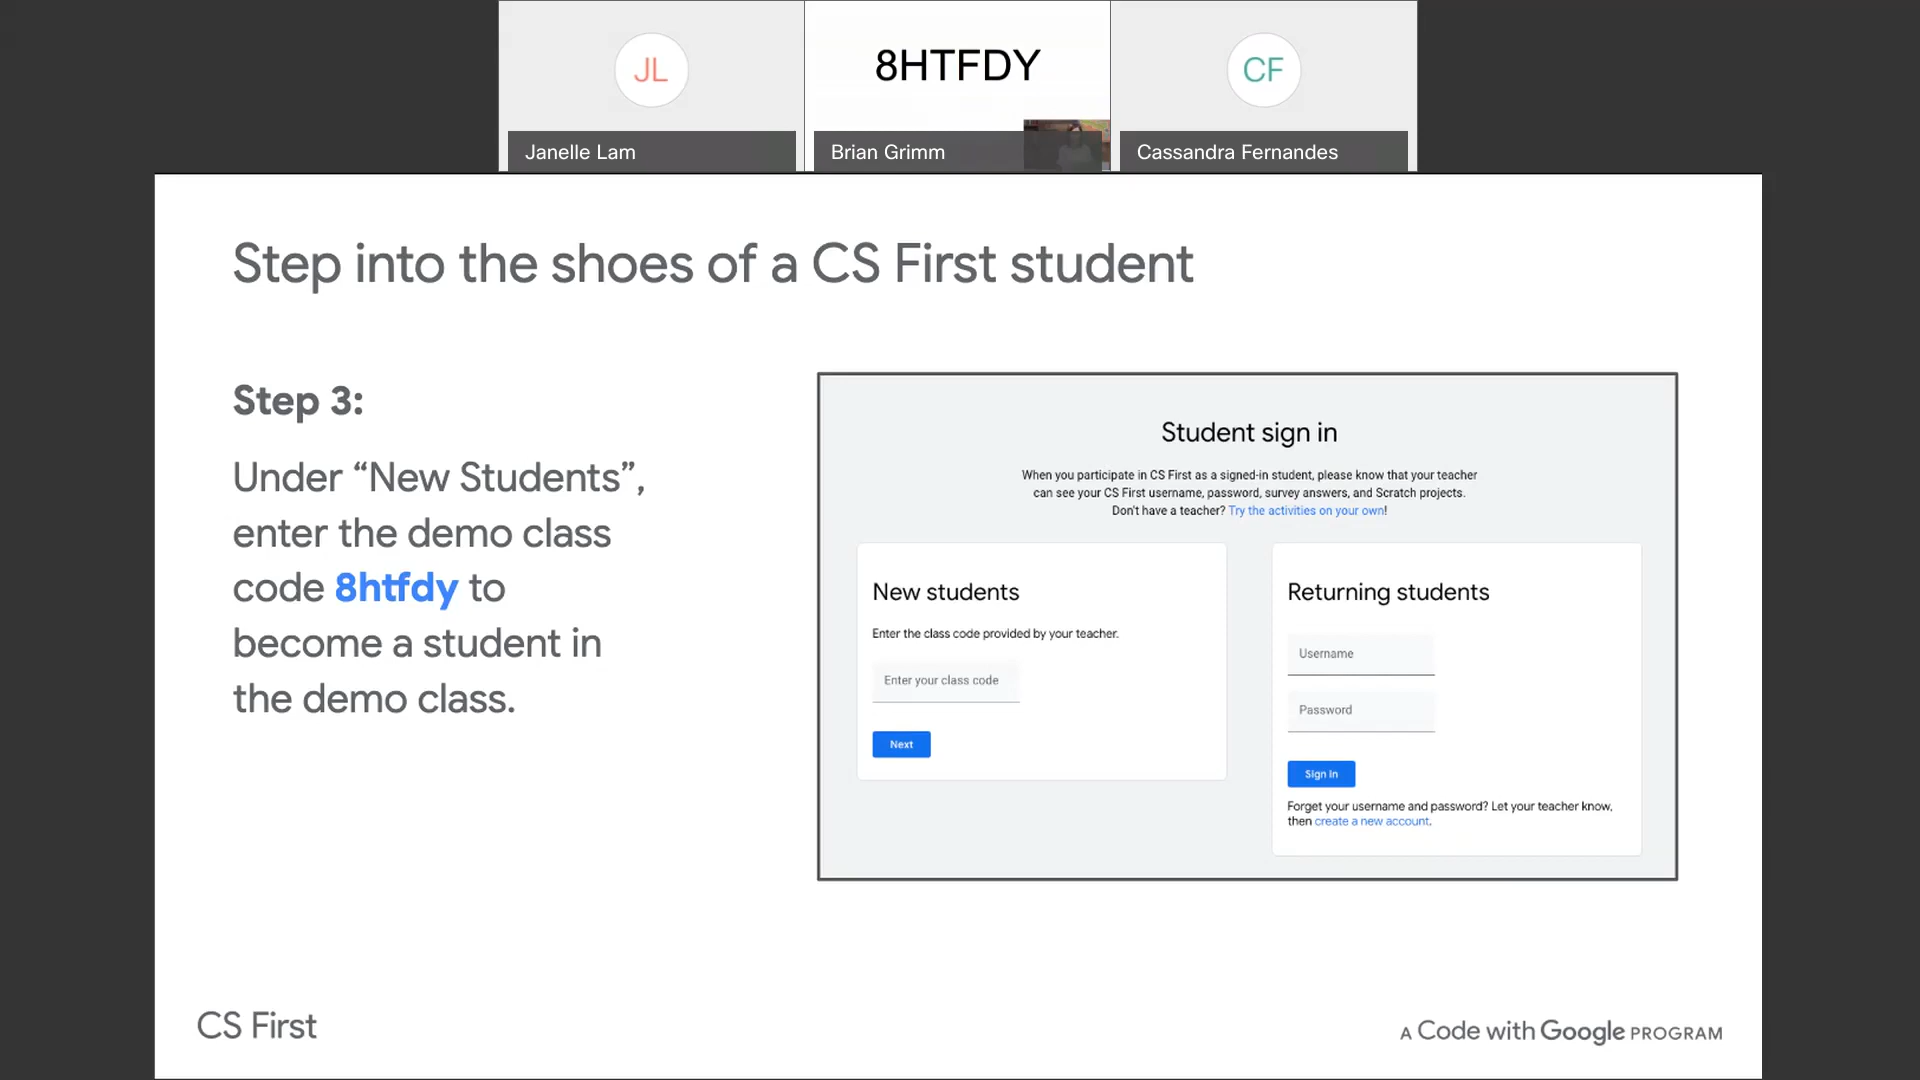 JL
8HTFDY
CF
Janelle Lam
Brian Grimm
Cassandra Fernandes
Step into the shoes of a CS First student
Step 3:
Under “New Students”,
enter the demo class
code 8htfdy to
become a student in
the demo class.
Student sign in
When you participate in CS First as a signed-in student, please know that your teacher
can see your CS First username, password, survey answers, and Scratch projects.
Don't have a teacher? Try the activities on your own!
New students
Enter the class code provided by your teacher.
Enter your class code
Next
Returning students
Username
Password
Sign In
Forget your username and password? Let your teacher know,
then create a new account.
CS First
A Code with Google PROGRAM